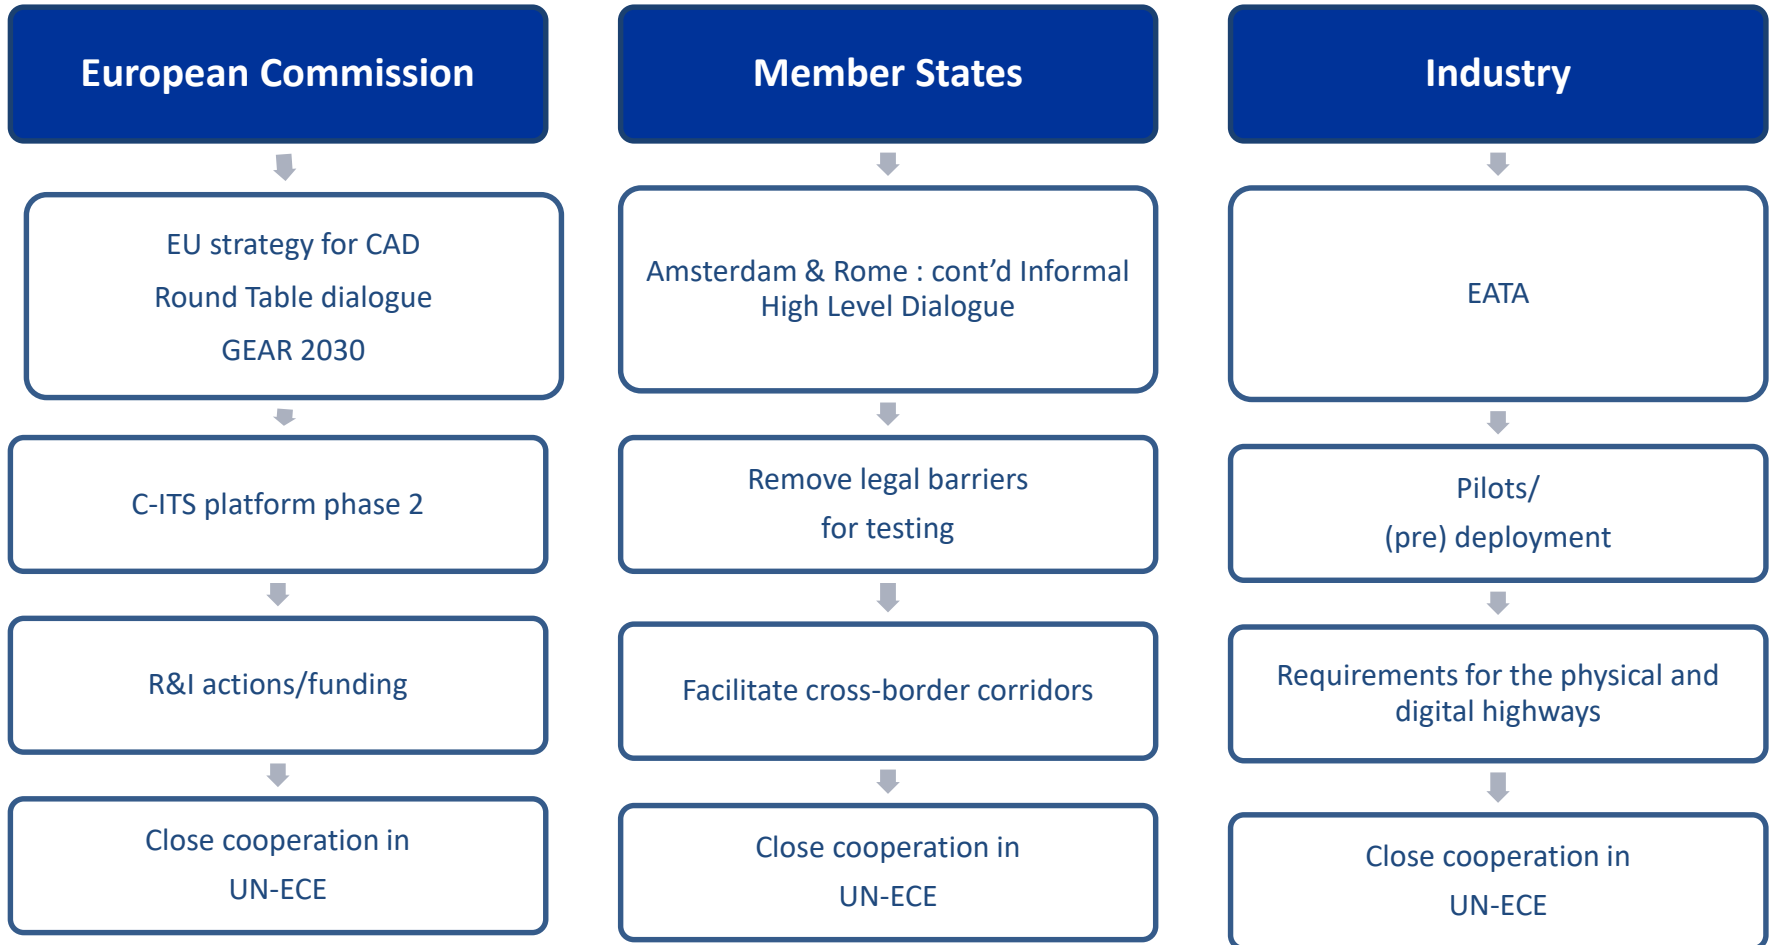 European Commission
EU strategy for CAD
Round Table dialogue
GEAR 2030
C-ITS platform phase 2
R&I actions/funding
Close cooperation in
UN-ECE
Member States
Amsterdam & Rome : cont’d Informal
High Level Dialogue
Remove legal barriers
for testing
Facilitate cross-border corridors
Close cooperation in
UN-ECE
Industry
EATA
Pilots/
(pre) deployment
Requirements for the physical and
digital highways
Close cooperation in
UN-ECE